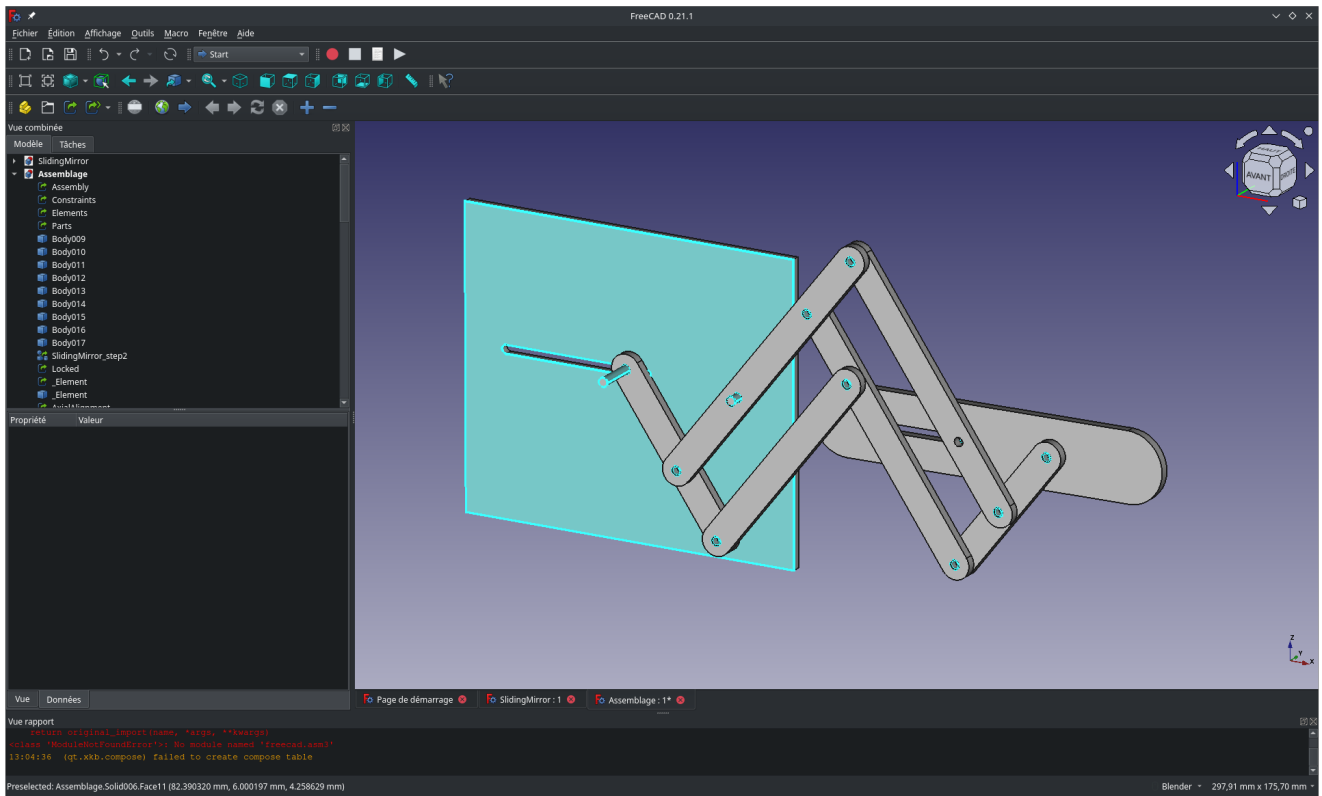 FreeCAD 0.21.1
Fichier Édition Affichage Outils Macro Fenêtre Aide
Start
Vue combinée
Modèle Tâches
SlidingMirror
Assemblage
Assembly
Constraints
Elements
Parts
Body009
Body010
Body011
Body012
Body013
Body014
Body015
Body016
Body017
SlidingMirror_step2
Locked
_Element
_Element
AxialAlignment
Propriété Valeur
HAUTE
AVANT DROITE
Z
Y
X
Vue Données
Page de démarrage SlidingMirror : 1 Assemblage : 1*
Vue rapport
return original_import(name, *args, **kwargs)
<class 'ModuleNotFoundError'>: No module named 'freecad.asm3'
13:04:36 (qt.xkb.compose) failed to create compose table
Preselected: Assemblage.Solid006.Face11 (82.390320 mm, 6.000197 mm, 4.258629 mm) Blender 297,91 mm x 175,70 mm